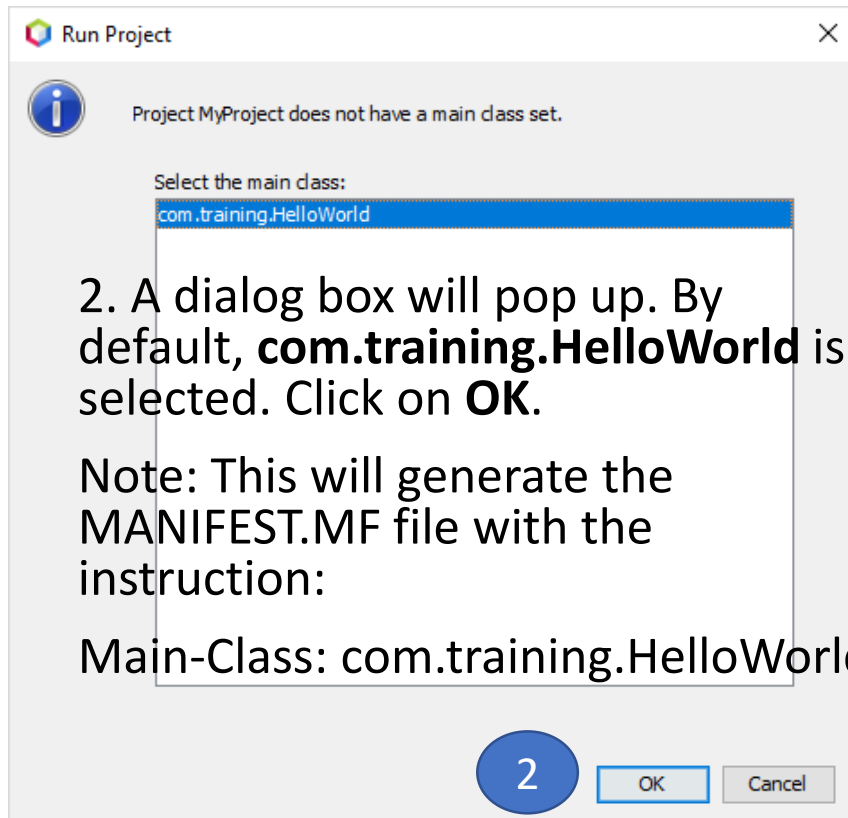 Run Project
Project MyProject does not have a main class set.
Select the main class:
com.training.HelloWorld
2. A dialog box will pop up. By
default, com.training.HelloWorld is
selected. Click on OK.
Note: This will generate the
MANIFEST.MF file with the
instruction:
Main-Class: com.training.HelloWorld
2
OK
Cancel